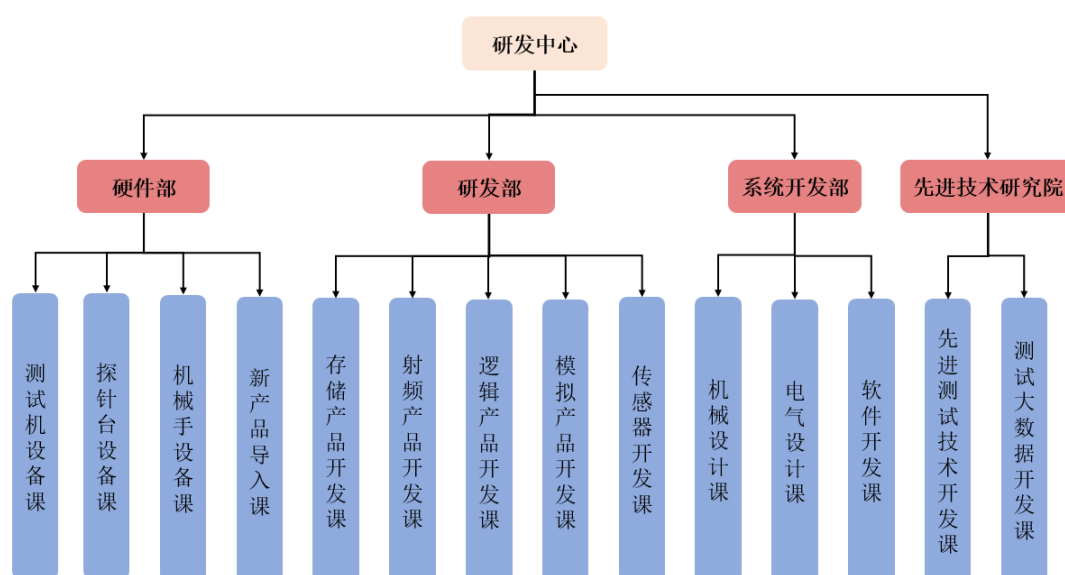 研发中心
硬件部
研发部
系统开发部
先进技术研究院
测试机设备课
探针台设备课
机械手设备课
新产品导入课
存储产品开发课
射频产品开发课
逻辑产品开发课
模拟产品开发课
传感器开发课
机械设计课
电气设计课
软件开发课
先进测试技术开发课
测试大数据开发课